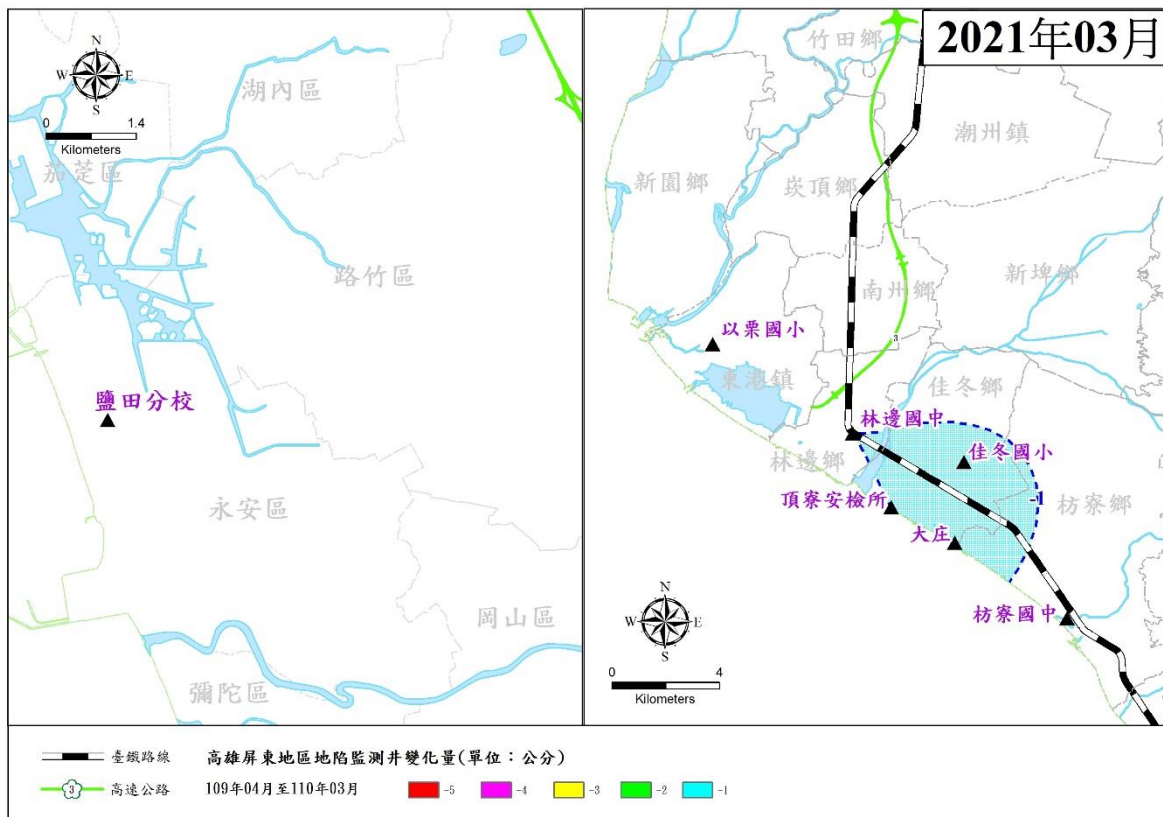 2021年03月
N
W
E
S
0
1.4
Kilometers
湖內區
茄萣區
路竹區
鹽田分校
永安區
岡山區
彌陀區
竹田鄉
潮州鎮
新園鄉
崁頂鄉
新埤鄉
南州鄉
以栗國小
3
東港鎮
佳冬鄉
林邊國中
林邊鄉
佳冬國小
-1
頂寮安檢所
枋寮鄉
大庄
枋寮國中
N
W
E
S
0
4
Kilometers
臺鐵路線
高雄屏東地區地陷監測井變化量(單位：公分)
3
高速公路
109年04月至110年03月
-5
-4
-3
-2
-1